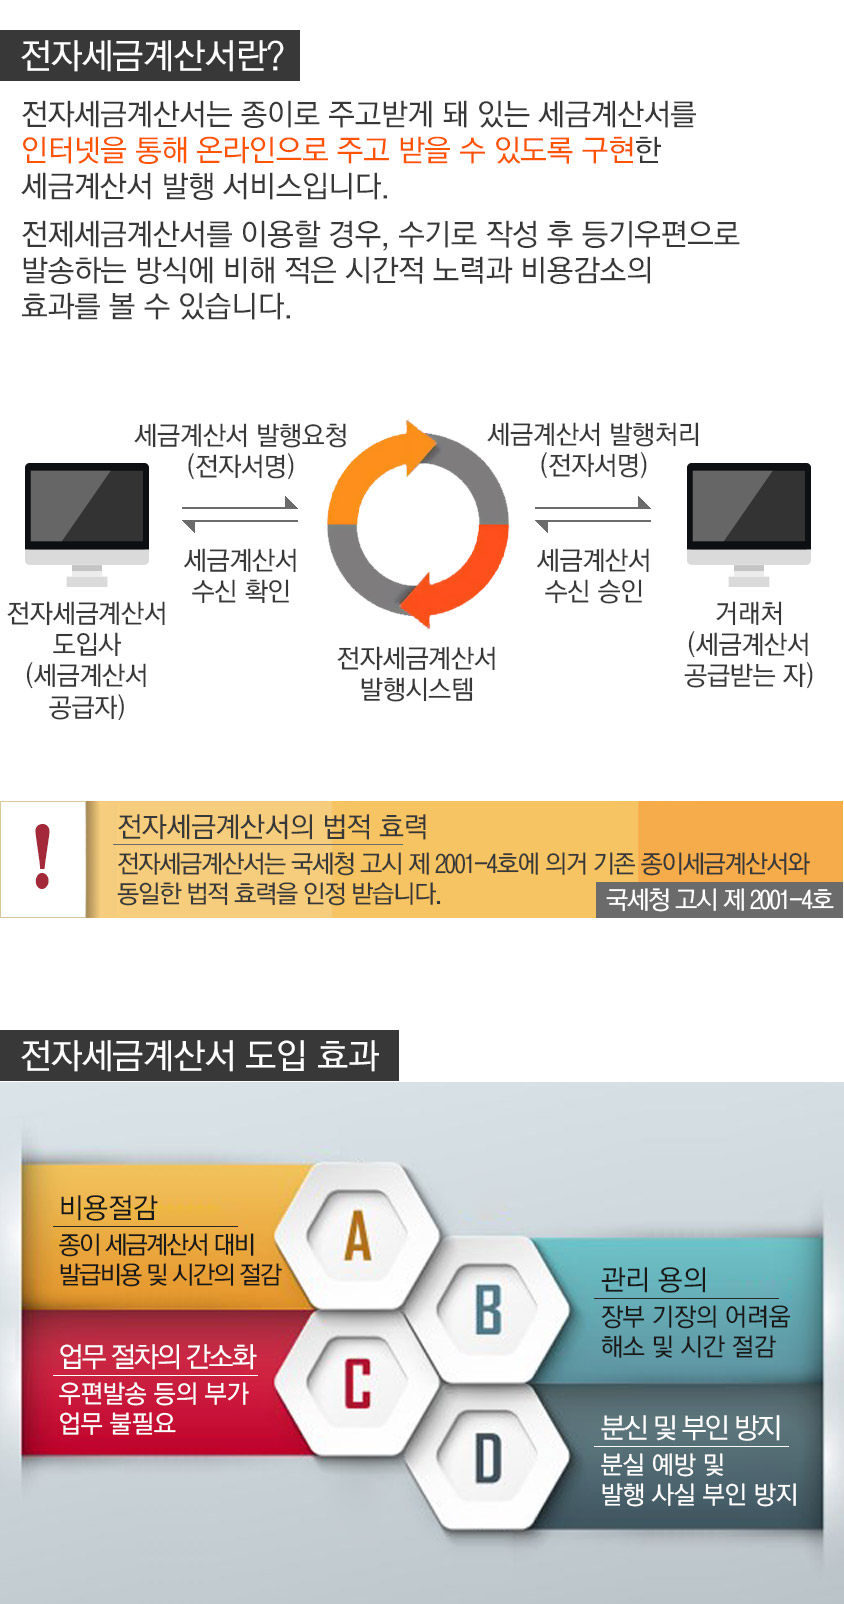 전자세금계산서란?
전자세금계산서는 종이로 주고받게 돼 있는 세금계산서를
인터넷을 통해 온라인으로 주고 받을 수 있도록 구현한
세금계산서 발행 서비스입니다.
전제세금계산서를 이용할 경우, 수기로 작성 후 등기우편으로
발송하는 방식에 비해 적은 시간적 노력과 비용감소의
효과를 볼 수 있습니다.
세금계산서 발행요청
(전자서명)
세금계산서
수신 확인
세금계산서 발행처리
(전자서명)
세금계산서
수신 승인
전자세금계산서
도입사
(세금계산서
공급자)
전자세금계산서
발행시스템
거래처
(세금계산서
공급받는 자)
!
전자세금계산서의 법적 효력
전자세금계산서는 국세청 고시 제 2001-4호에 의거 기존 종이세금계산서와
동일한 법적 효력을 인정 받습니다.
국세청 고시 제 2001-4호
전자세금계산서 도입 효과
비용절감
종이 세금계산서 대비
발급비용 및 시간의 절감
A
B
관리 용의
장부 기장의 어려움
해소 및 시간 절감
업무 절차의 간소화
우편발송 등의 부가
업무 불필요
C
D
분신 및 부인 방지
분실 예방 및
발행 사실 부인 방지